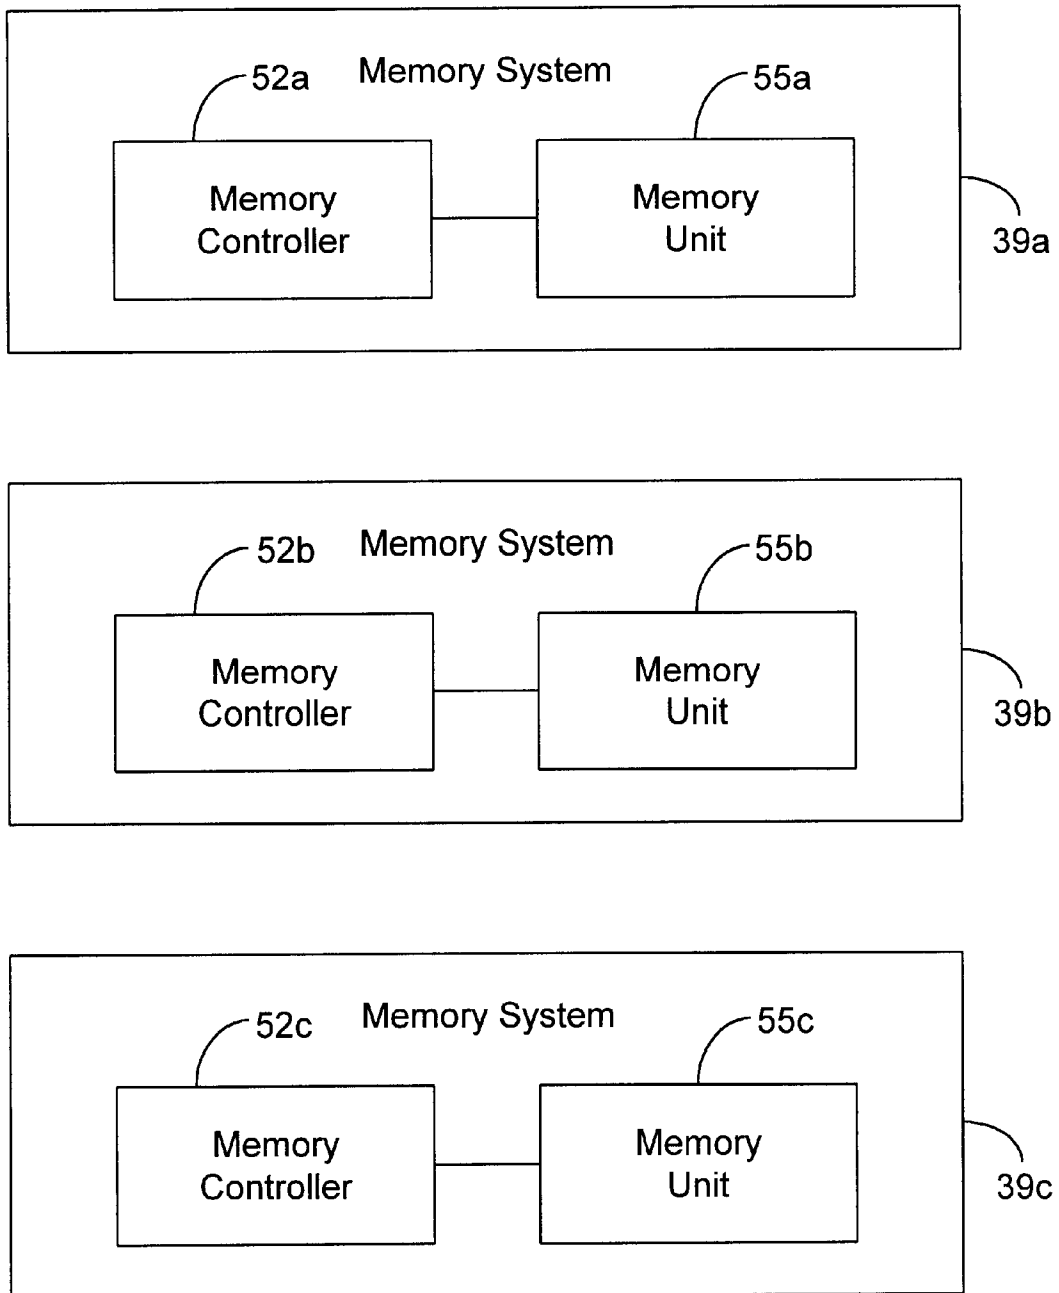 Memory System
52a
55a
Memory
Controller
Memory
Unit
39a
Memory System
52b
55b
Memory
Controller
Memory
Unit
39b
Memory System
52c
55c
Memory
Controller
Memory
Unit
39c